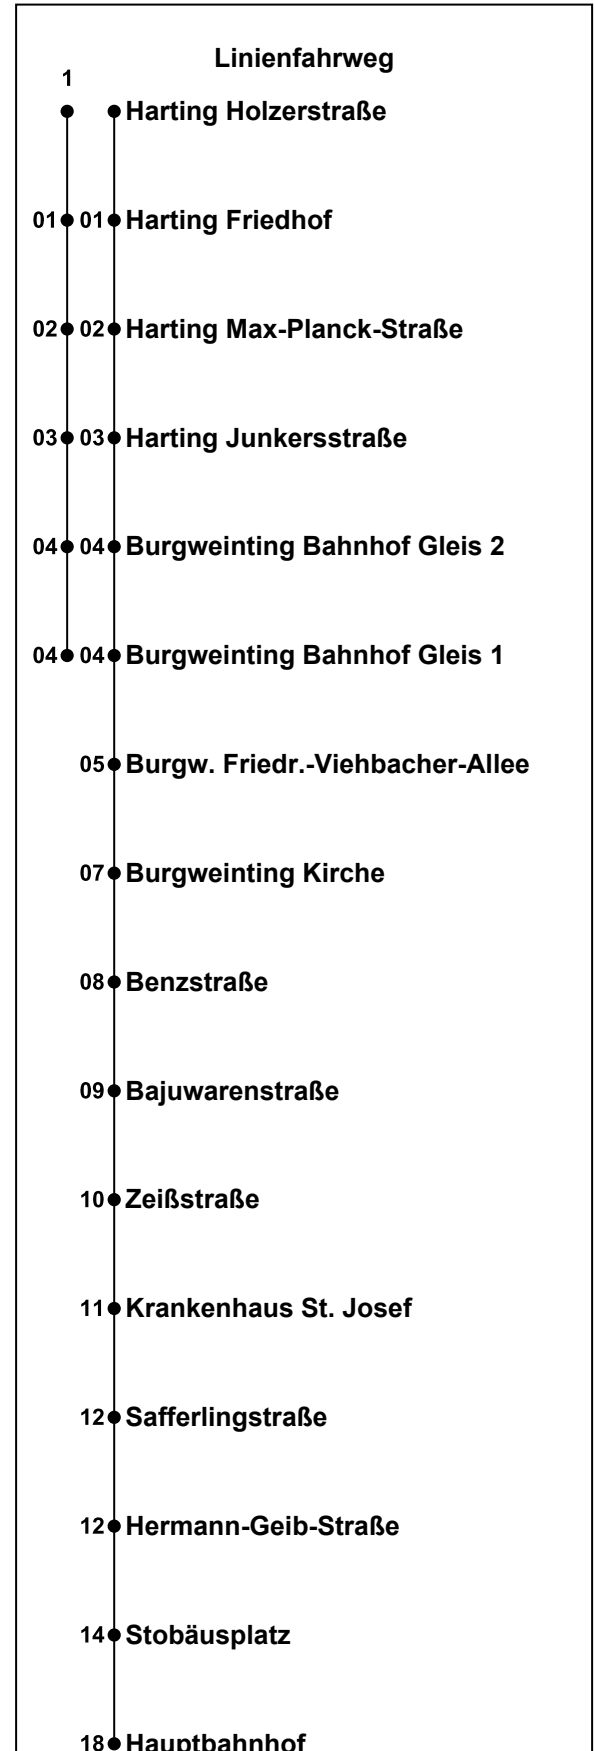 Linienfahrweg
1
Harting Holzerstraße
01 01 Harting Friedhof
02 02 Harting Max-Planck-Straße
03 03 Harting Junkersstraße
04 04 Burgweinting Bahnhof Gleis 2
04 04 Burgweinting Bahnhof Gleis 1
05 Burgw. Friedr.-Viehbacher-Allee
07 Burgweinting Kirche
08 Benzstraße
09 Bajuwarenstraße
10 Zeißstraße
11 Krankenhaus St. Josef
12 Safferlingstraße
12 Hermann-Geib-Straße
14 Stobäusplatz
18 Hauptbahnhof